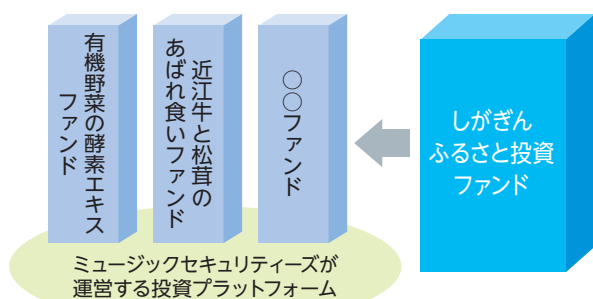 有機野菜の酵素エキス
ファンド
近江牛と松茸の
あばれ食いファンド
○○ファンド
しがぎん
ふるさと投資
ファンド
ミュージックセキュリティーズが
運営する投資プラットフォーム